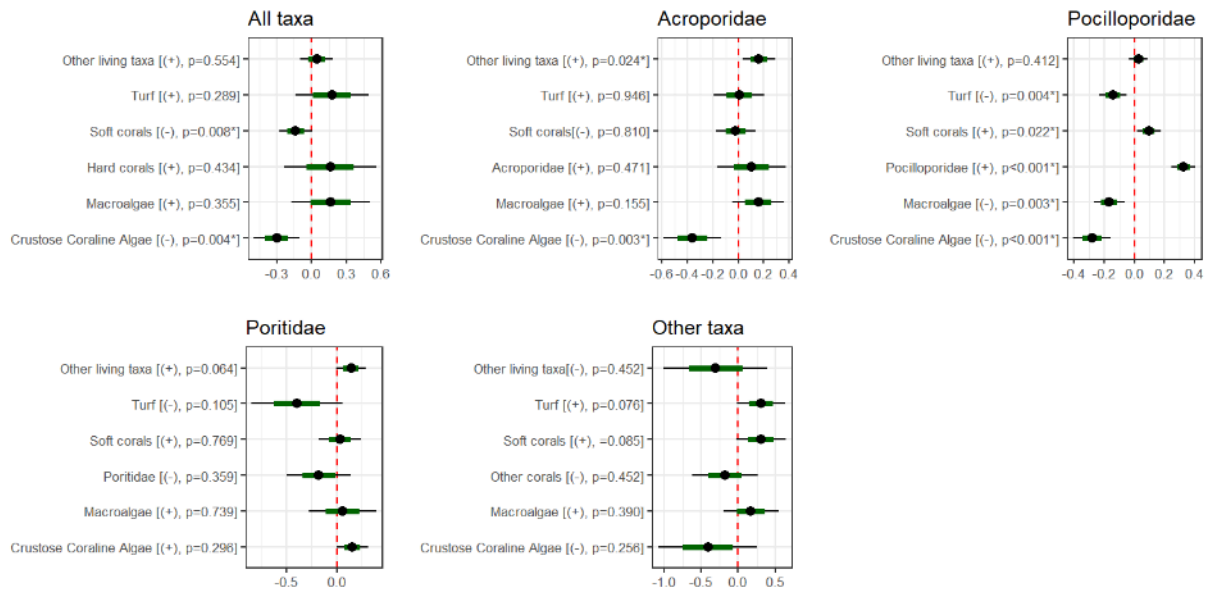 All taxa
Other living taxa [(+), p=0.554]
Turf [(+), p=0.289]
Soft corals [(-), p=0.008*]
Hard corals [(+), p=0.434]
Macroalgae [(+), p=0.355]
Crustose Coraline Algae [(-), p=0.004*]
-0.3 0.0 0.3 0.6
Acroporidae
Other living taxa [(+), p=0.024*]
Turf [(+), p=0.946]
Soft corals[(-), p=0.810]
Acroporidae [(+), p=0.471]
Macroalgae [(+), p=0.155]
Crustose Coraline Algae [(-), p=0.003*]
-0.6 -0.4 -0.2 0.0 0.2 0.4
Pocilloporidae
Other living taxa [(+), p=0.412]
Turf [(-), p=0.004*]
Soft corals [(+), p=0.022*]
Pocilloporidae [(+), p<0.001*]
Macroalgae [(-), p=0.003*]
Crustose Coraline Algae [(-), p<0.001*]
-0.4 -0.2 0.0 0.2 0.4
Poritidae
Other living taxa [(+), p=0.064]
Turf [(-), p=0.105]
Soft corals [(+), p=0.769]
Poritidae [(-), p=0.359]
Macroalgae [(+), p=0.739]
Crustose Coraline Algae [(+), p=0.296]
-0.5 0.0
Other taxa
Other living taxa[(-), p=0.452]
Turf [(+), p=0.076]
Soft corals [(+), =0.085]
Other corals [(-), p=0.452]
Macroalgae [(+), p=0.390]
Crustose Coraline Algae [(-), p=0.256]
-1.0 -0.5 0.0 0.5